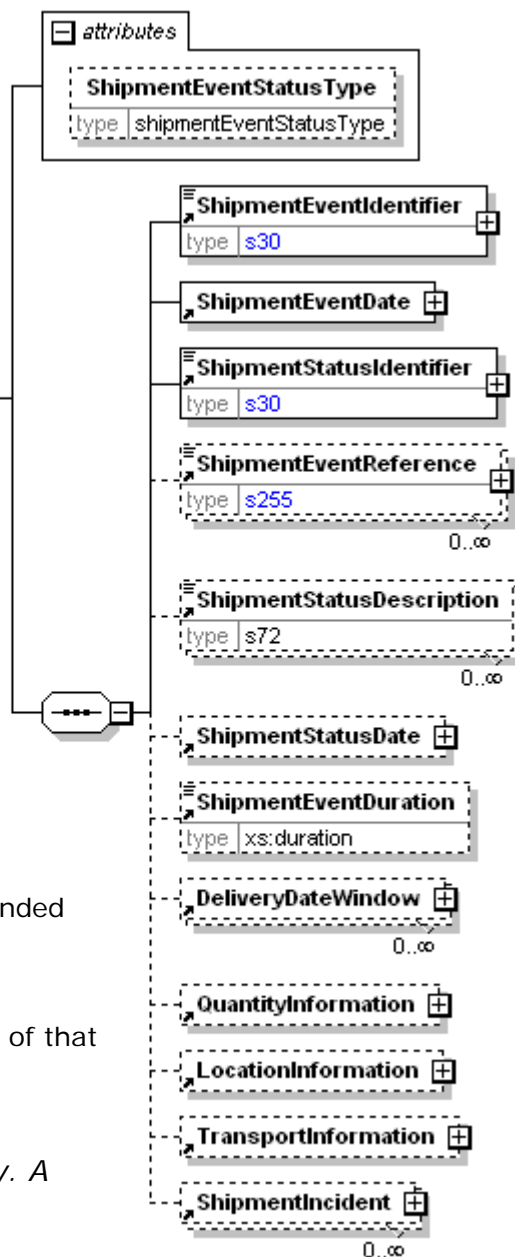 attributes
ShipmentEventStatusType
type shipmentEventStatusType
ShipmentEventIdentifier
type s30
ShipmentEventDate
ShipmentStatusIdentifier
type s30
ShipmentEventReference
type s255
0..∞
ShipmentStatusDescription
type s72
0..∞
ShipmentStatusDate
ShipmentEventDuration
type xs:duration
nded
DeliveryDateWindow
0..∞
QuantityInformation
of that
LocationInformation
TransportInformation
y. A
ShipmentIncident
0..∞